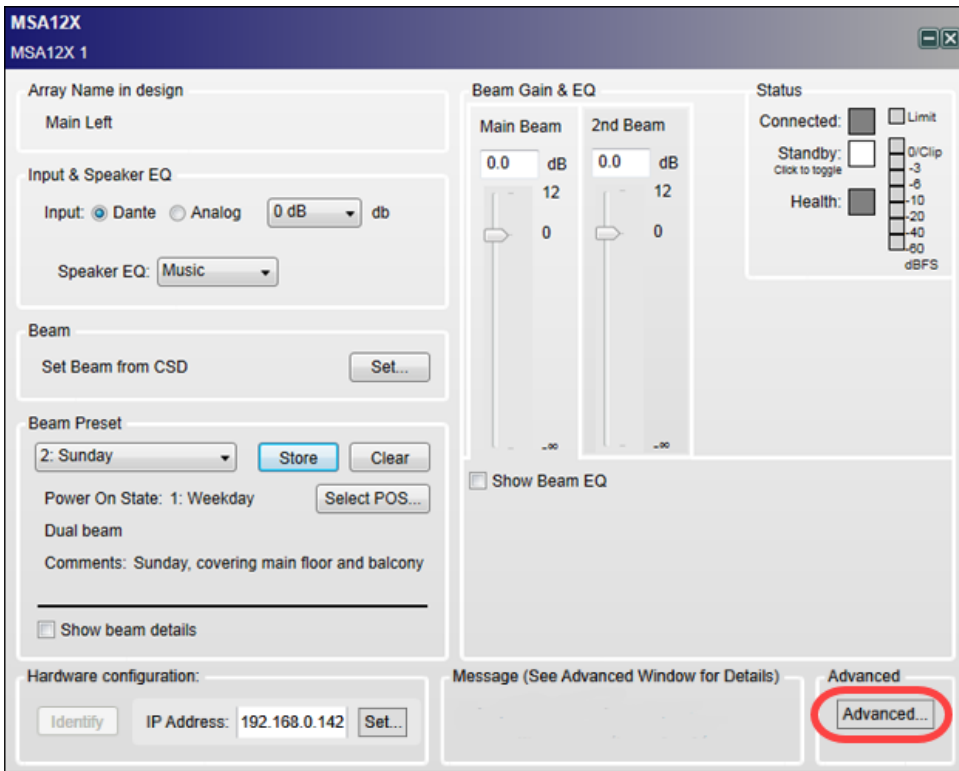 MSA12X
MSA12X 1
Array Name in design
Main Left
Input & Speaker EQ
Input: Dante Analog 0 dB db
Speaker EQ: Music
Beam
Set Beam from CSD Set...
Beam Preset
2: Sunday Store Clear
Power On State: 1: Weekday Select POS...
Dual beam
Comments: Sunday, covering main floor and balcony
Show beam details
Hardware configuration:
Identify IP Address: 192.168.0.142 Set...
Beam Gain & EQ
Main Beam 2nd Beam
0.0 dB 0.0 dB
12 12
0 0
-∞ -∞
Show Beam EQ
Status
Connected: Limit
Standby:
Click to toggle
Health:
0/Clip
-3
-6
-10
-20
-40
-60
dBFS
Message (See Advanced Window for Details)
Advanced
Advanced...